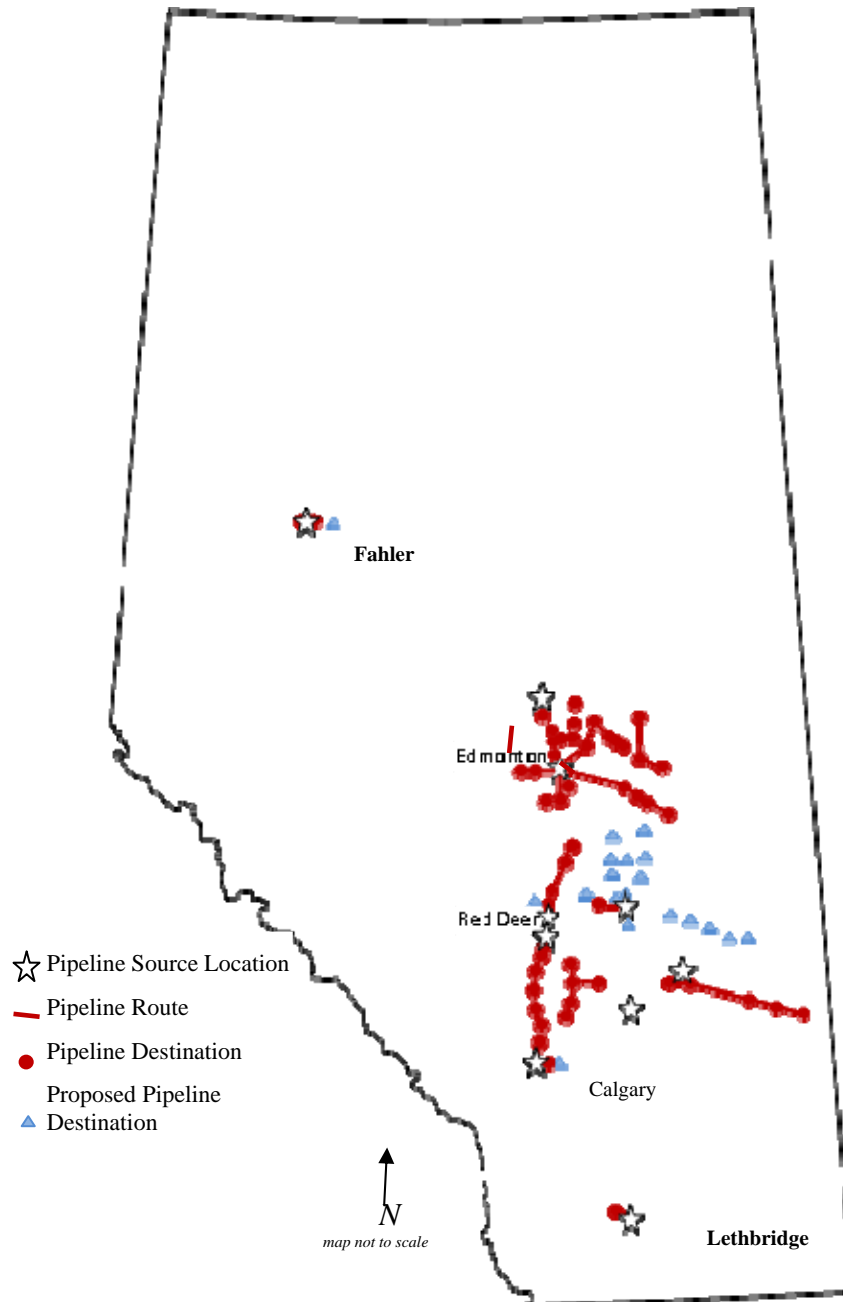 Fahler
Edmonton
Red Deer
Pipeline Source Location
Pipeline Route
Pipeline Destination
Proposed Pipeline
Destination
Calgary
N
map not to scale
Lethbridge